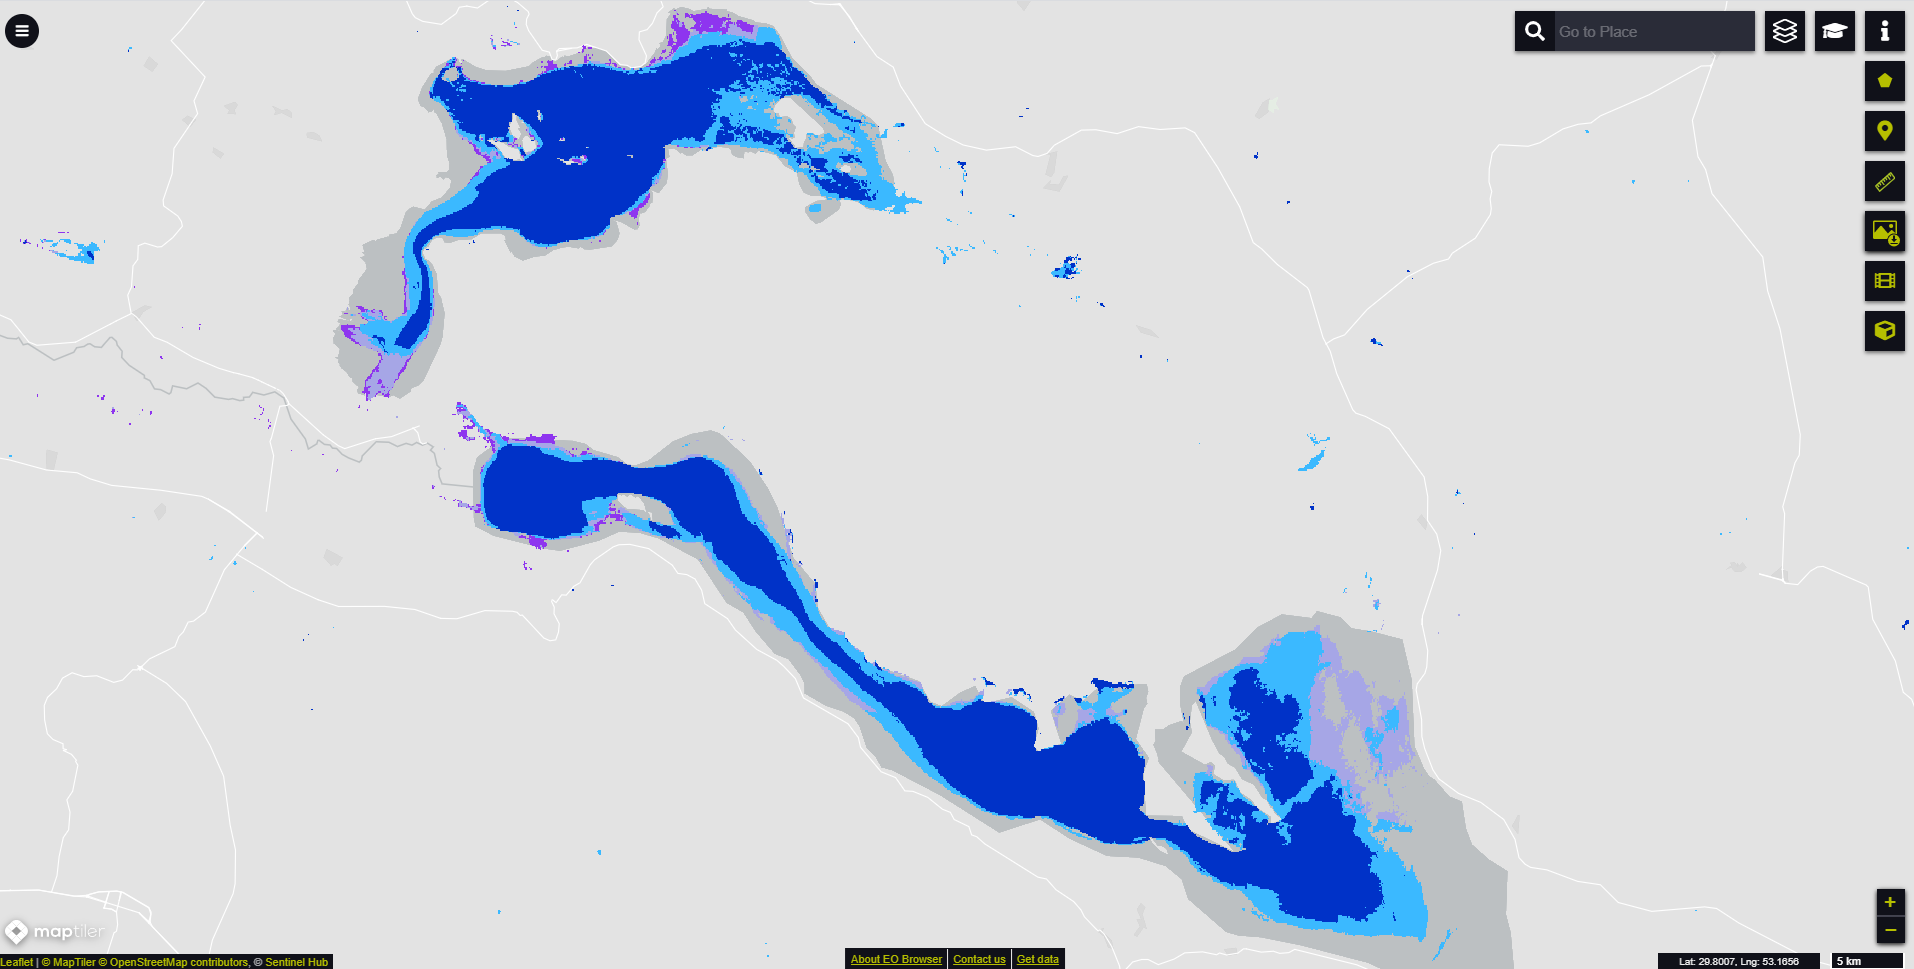 Go to Place
maptiler
Leaflet | © MapTiler © OpenStreetMap contributors, © Sentinel Hub
About EO Browser
Contact us
Get data
Lat: 29.8007, Lng: 53.1656
5 km